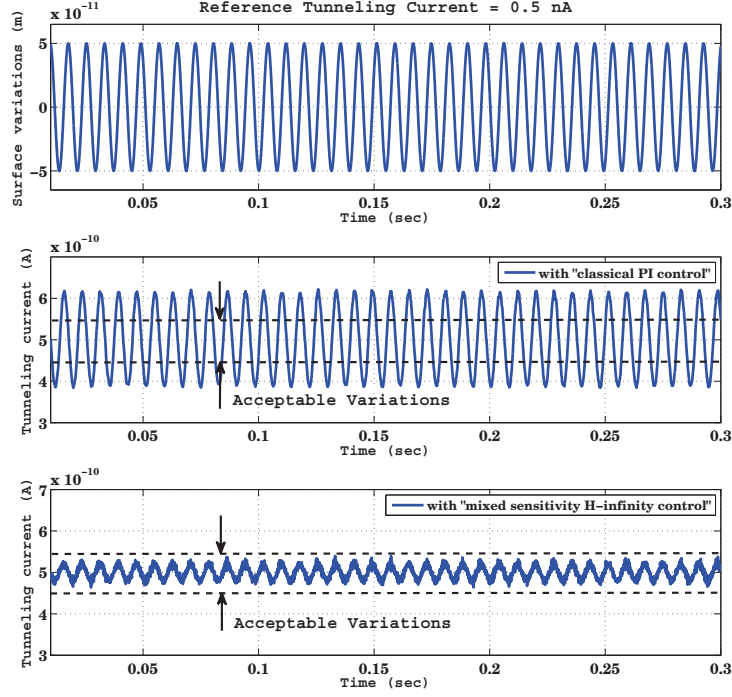 Reference Tunneling Current = 0.5 nA
x 10⁻¹¹
Surface variations (m)
5
0
−5
0.05 0.1 0.15 0.2 0.25 0.3
Time (sec)
x 10⁻¹⁰
Tunneling current (A)
6
5
4
3
with "classical PI control"
Acceptable Variations
0.05 0.1 0.15 0.2 0.25 0.3
Time (sec)
x 10⁻¹⁰
Tunneling current (A)
7
6
5
4
3
with "mixed sensitivity H−infinity control"
Acceptable Variations
0.05 0.1 0.15 0.2 0.25 0.3
Time (sec)